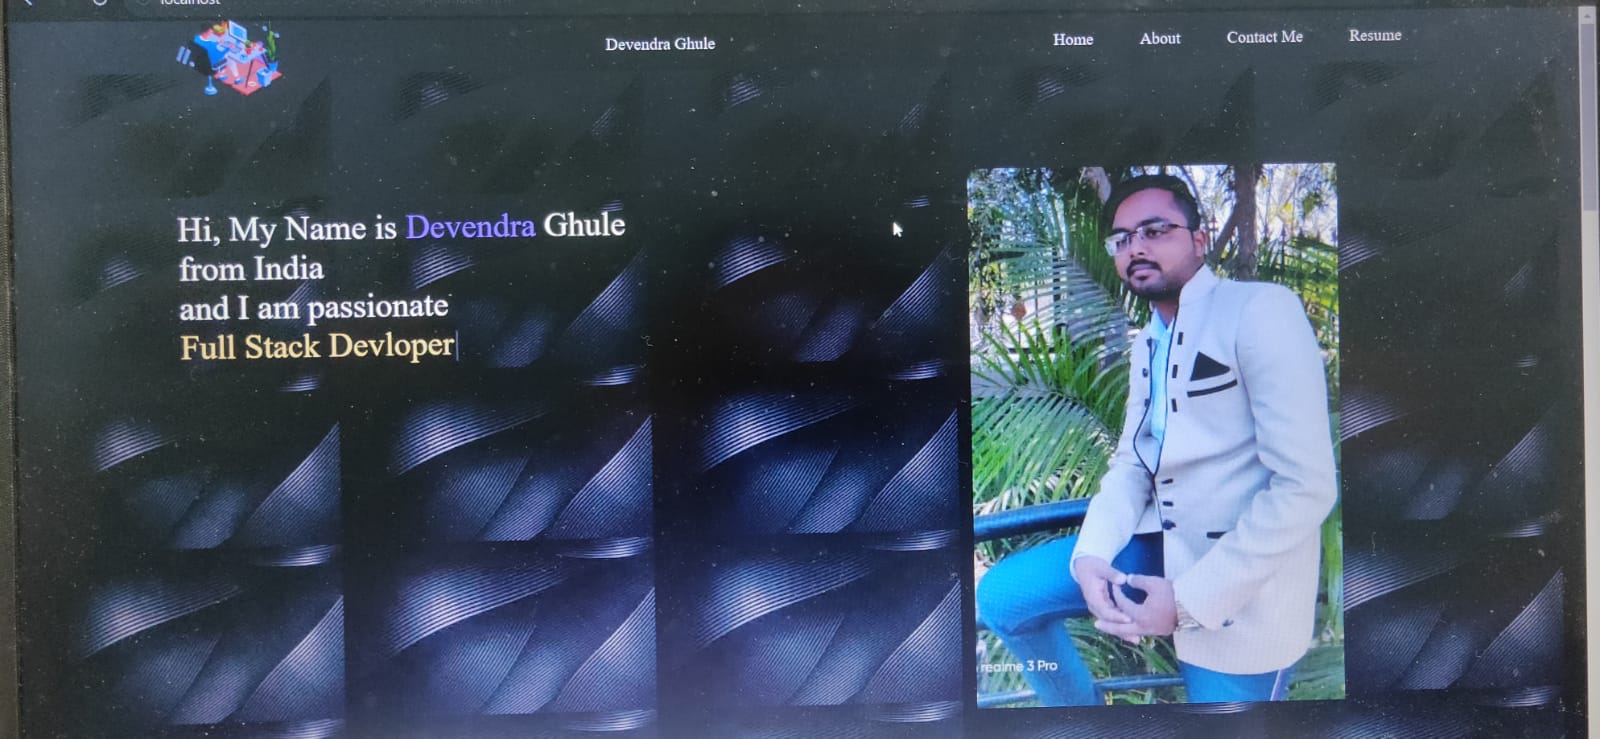 localhost
Devendra Ghule
Home
About
Contact Me
Resume
Hi, My Name is Devendra Ghule
from India
and I am passionate
Full Stack Devloper
realme 3 Pro